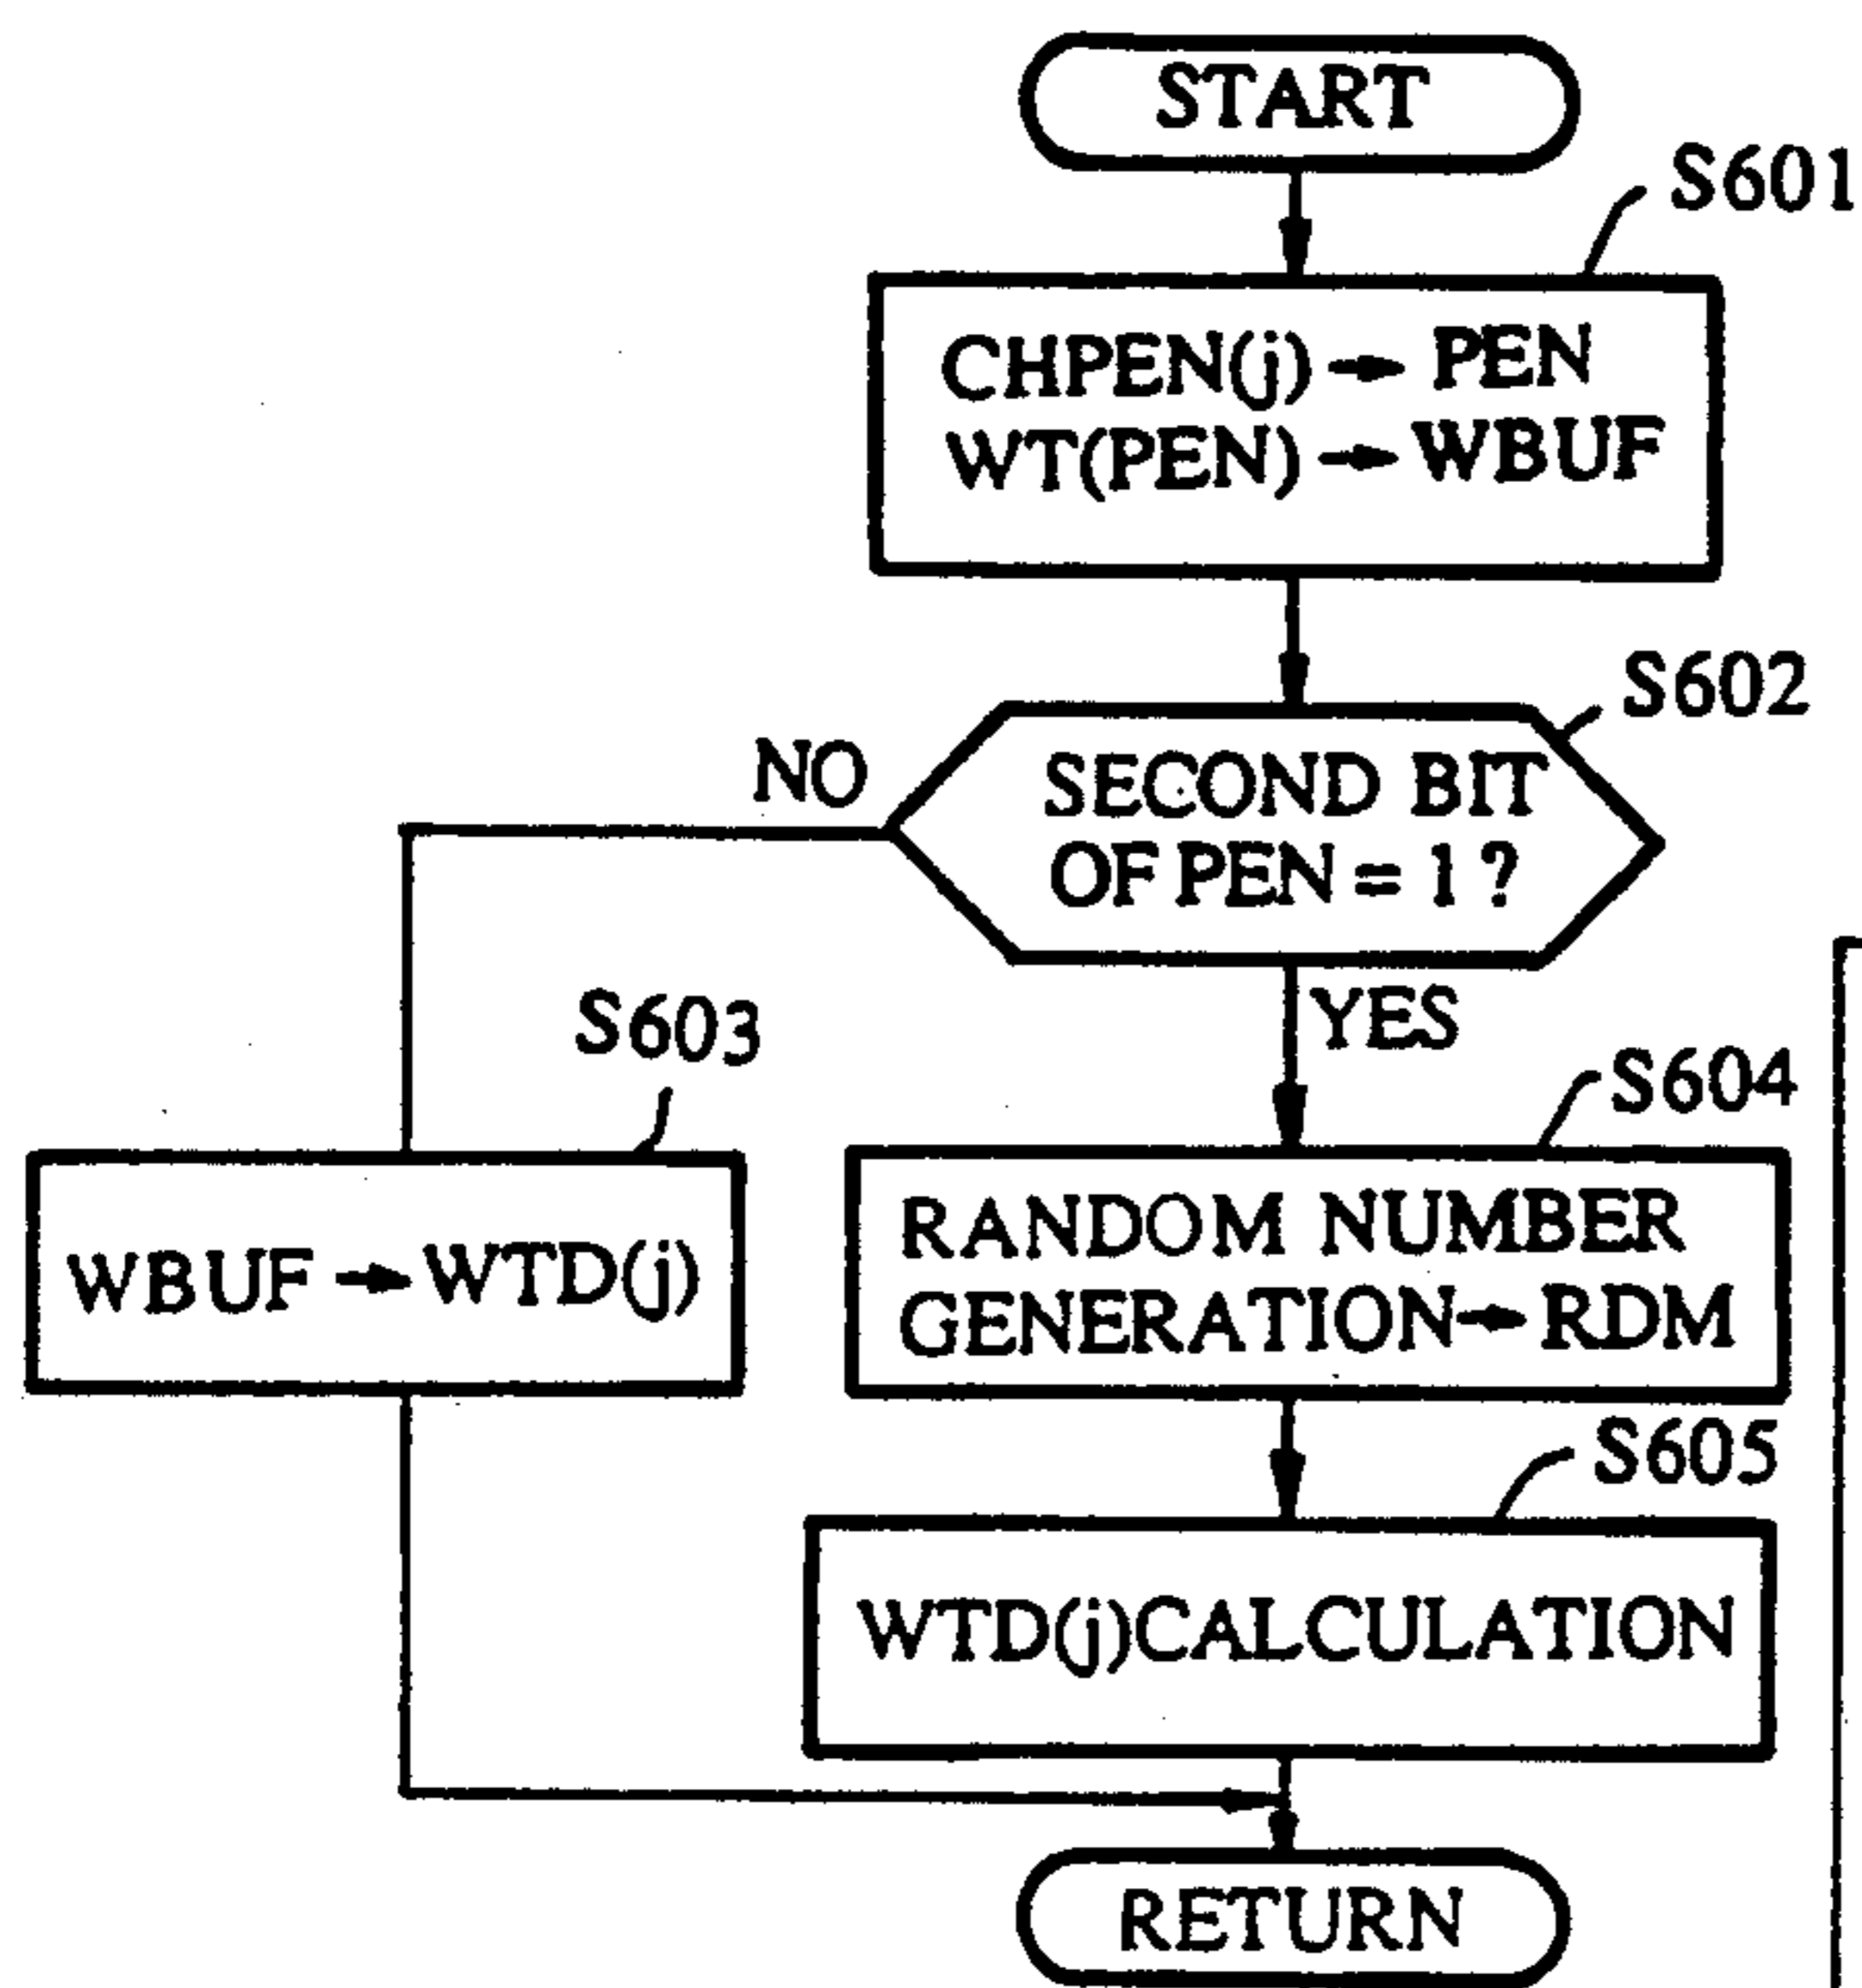 START
S601
CHPEN(j) → PEN
WT(PEN) → WBUF
S602
NO
SECOND BIT
OF PEN = 1 ?
YES
S603
S604
WBUF → WTD(j)
RANDOM NUMBER
GENERATION → RDM
S605
WTD(j)CALCULATION
RETURN